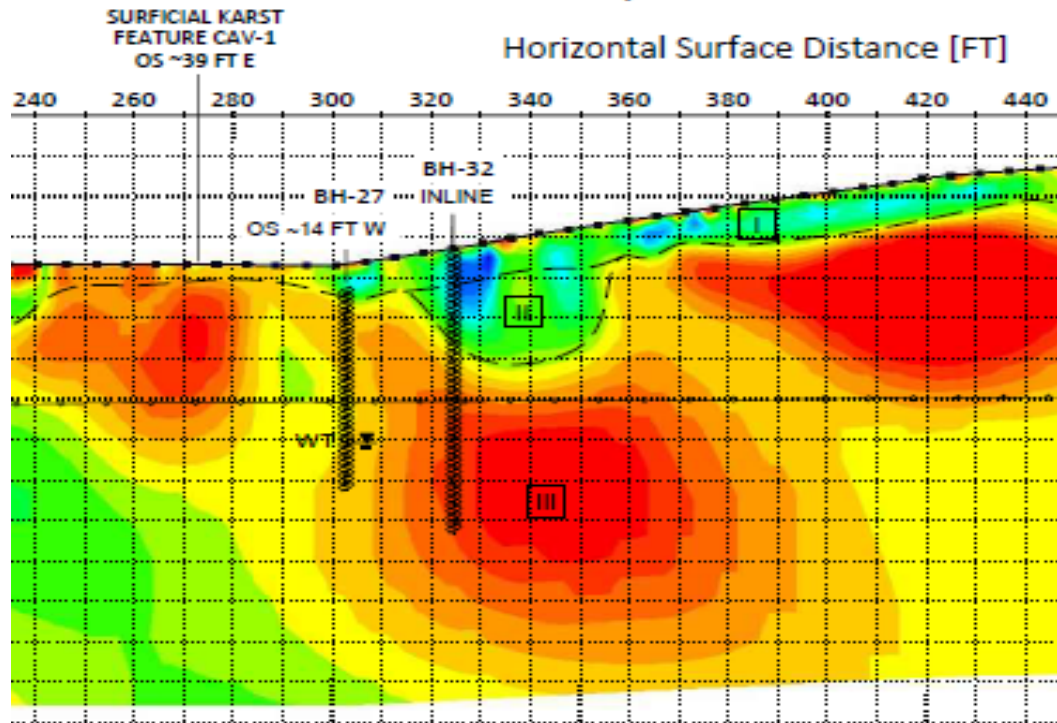 SURFICIAL KARST
FEATURE CAV-1
OS ~39 FT E
Horizontal Surface Distance [FT]
240 260 280 300 320 340 360 380 400 420 440
BH-32
INLINE
BH-27
OS ~14 FT W
I
II
WT
III